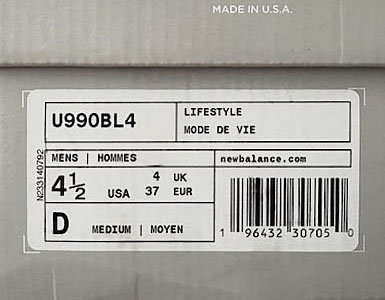 MADE IN U.S.A.
U990BL4
LIFESTYLE
MODE DE VIE
MENS | HOMMES
newbalance.com
4½ USA 4 UK
37 EUR
D MEDIUM | MOYEN
1 96432 30705 0
N233140792